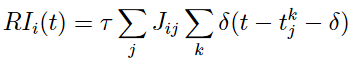 RI_i(t) = τ ∑_j J_{ij} ∑_k δ(t − t_j^k − δ)